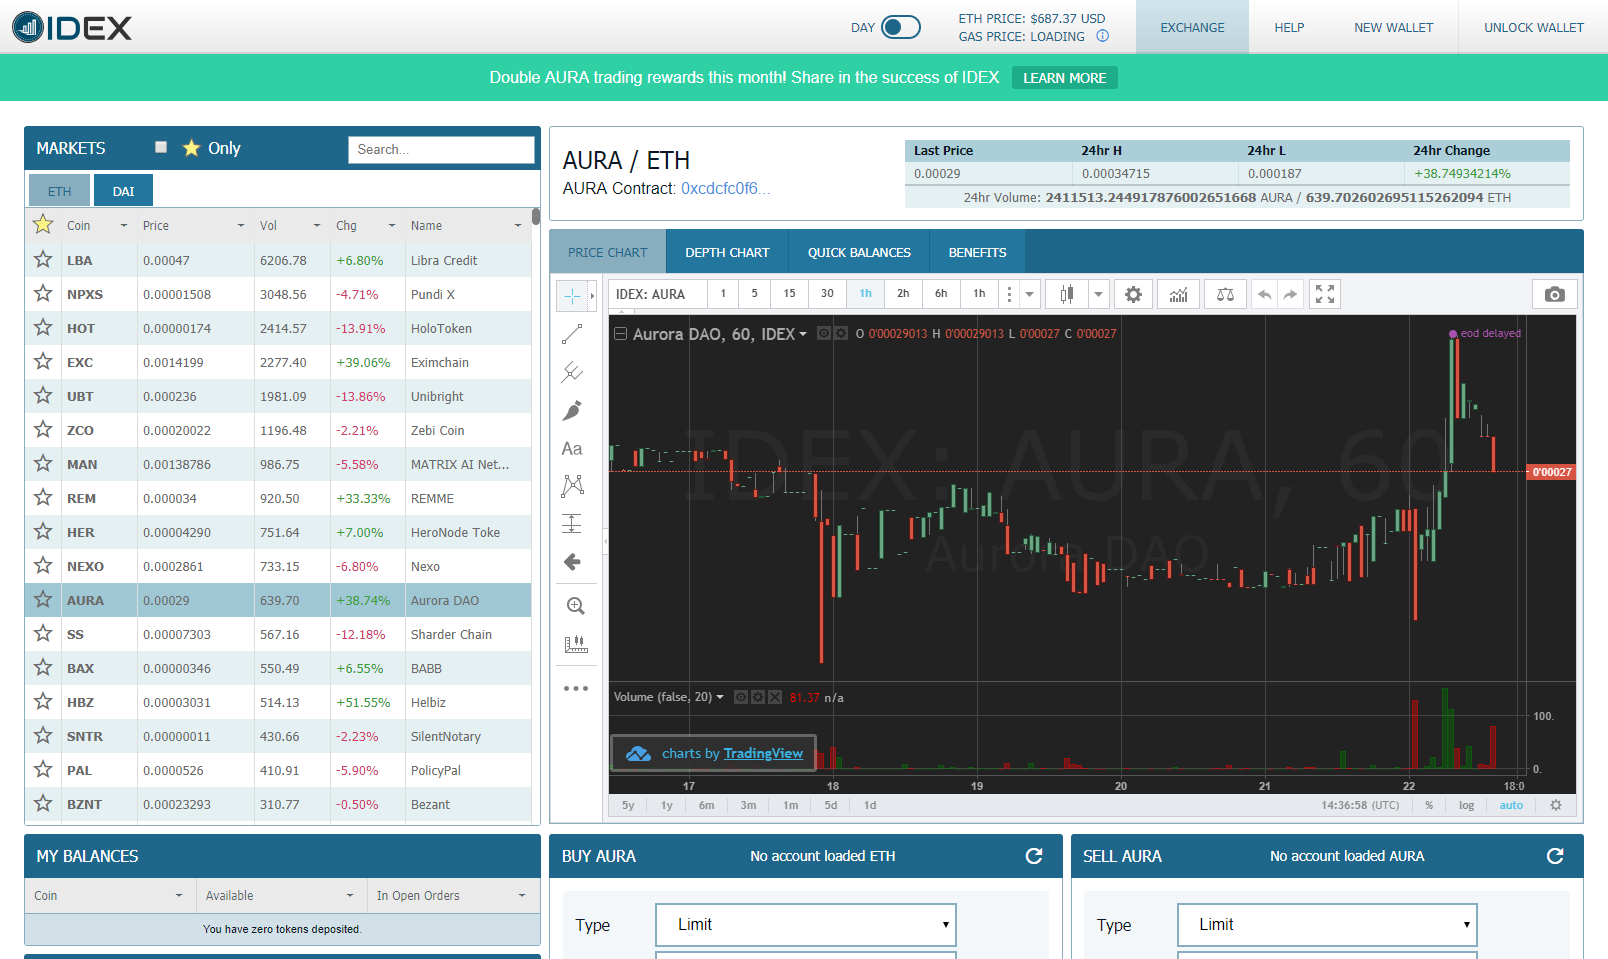 IDEX
DAY
ETH PRICE: $687.37 USD
GAS PRICE: LOADING
EXCHANGE
HELP
NEW WALLET
UNLOCK WALLET
Double AURA trading rewards this month! Share in the success of IDEX LEARN MORE
MARKETS Only Search...
ETH DAI
Coin Price Vol Chg Name
LBA 0.00047 6206.78 +6.80% Libra Credit
NPXS 0.00001508 3048.56 -4.71% Pundi X
HOT 0.00000174 2414.57 -13.91% HoloToken
EXC 0.0014199 2277.40 +39.06% Eximchain
UBT 0.000236 1981.09 -13.86% Unibright
ZCO 0.00020022 1196.48 -2.21% Zebi Coin
MAN 0.00138786 986.75 -5.58% MATRIX AI Net...
REM 0.000034 920.50 +33.33% REMME
HER 0.00004290 751.64 +7.00% HeroNode Toke
NEXO 0.0002861 733.15 -6.80% Nexo
AURA 0.00029 639.70 +38.74% Aurora DAO
SS 0.00007303 567.16 -12.18% Sharder Chain
BAX 0.00000346 550.49 +6.55% BABB
HBZ 0.00003031 514.13 +51.55% Helbiz
SNTR 0.00000011 430.66 -2.23% SilentNotary
PAL 0.0000526 410.91 -5.90% PolicyPal
BZNT 0.00023293 310.77 -0.50% Bezant
MY BALANCES
Coin Available In Open Orders
You have zero tokens deposited.
AURA / ETH
AURA Contract: 0xcdcfc0f6...
Last Price 24hr H 24hr L 24hr Change
0.00029 0.00034715 0.000187 +38.74934214%
24hr Volume: 2411513.244917876002651668 AURA / 639.702602695115262094 ETH
PRICE CHART DEPTH CHART QUICK BALANCES BENEFITS
IDEX: AURA 1 5 15 30 1h 2h 6h 1h
Aurora DAO, 60, IDEX O 0'00029013 H 0'00029013 L 0'00027 C 0'00027
eod delayed
Aa
IDEX: AURA, 60
Aurora DAO
0'00027
Volume (false, 20) 81.37 n/a
100.
0.
charts by TradingView
17 18 19 20 21 22 18:0
5y 1y 6m 3m 1m 5d 1d 14:36:58 (UTC) % log auto
BUY AURA No account loaded ETH
Type Limit
SELL AURA No account loaded AURA
Type Limit